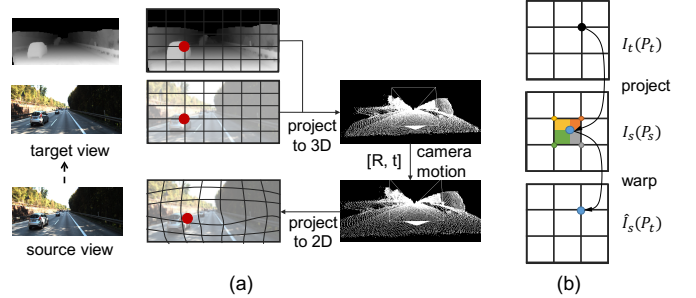 target view
source view
project
to 3D
[R, t]
camera
motion
project
to 2D
(a)
I_t(P_t)
project
I_s(P_s)
warp
Î_s(P_t)
(b)